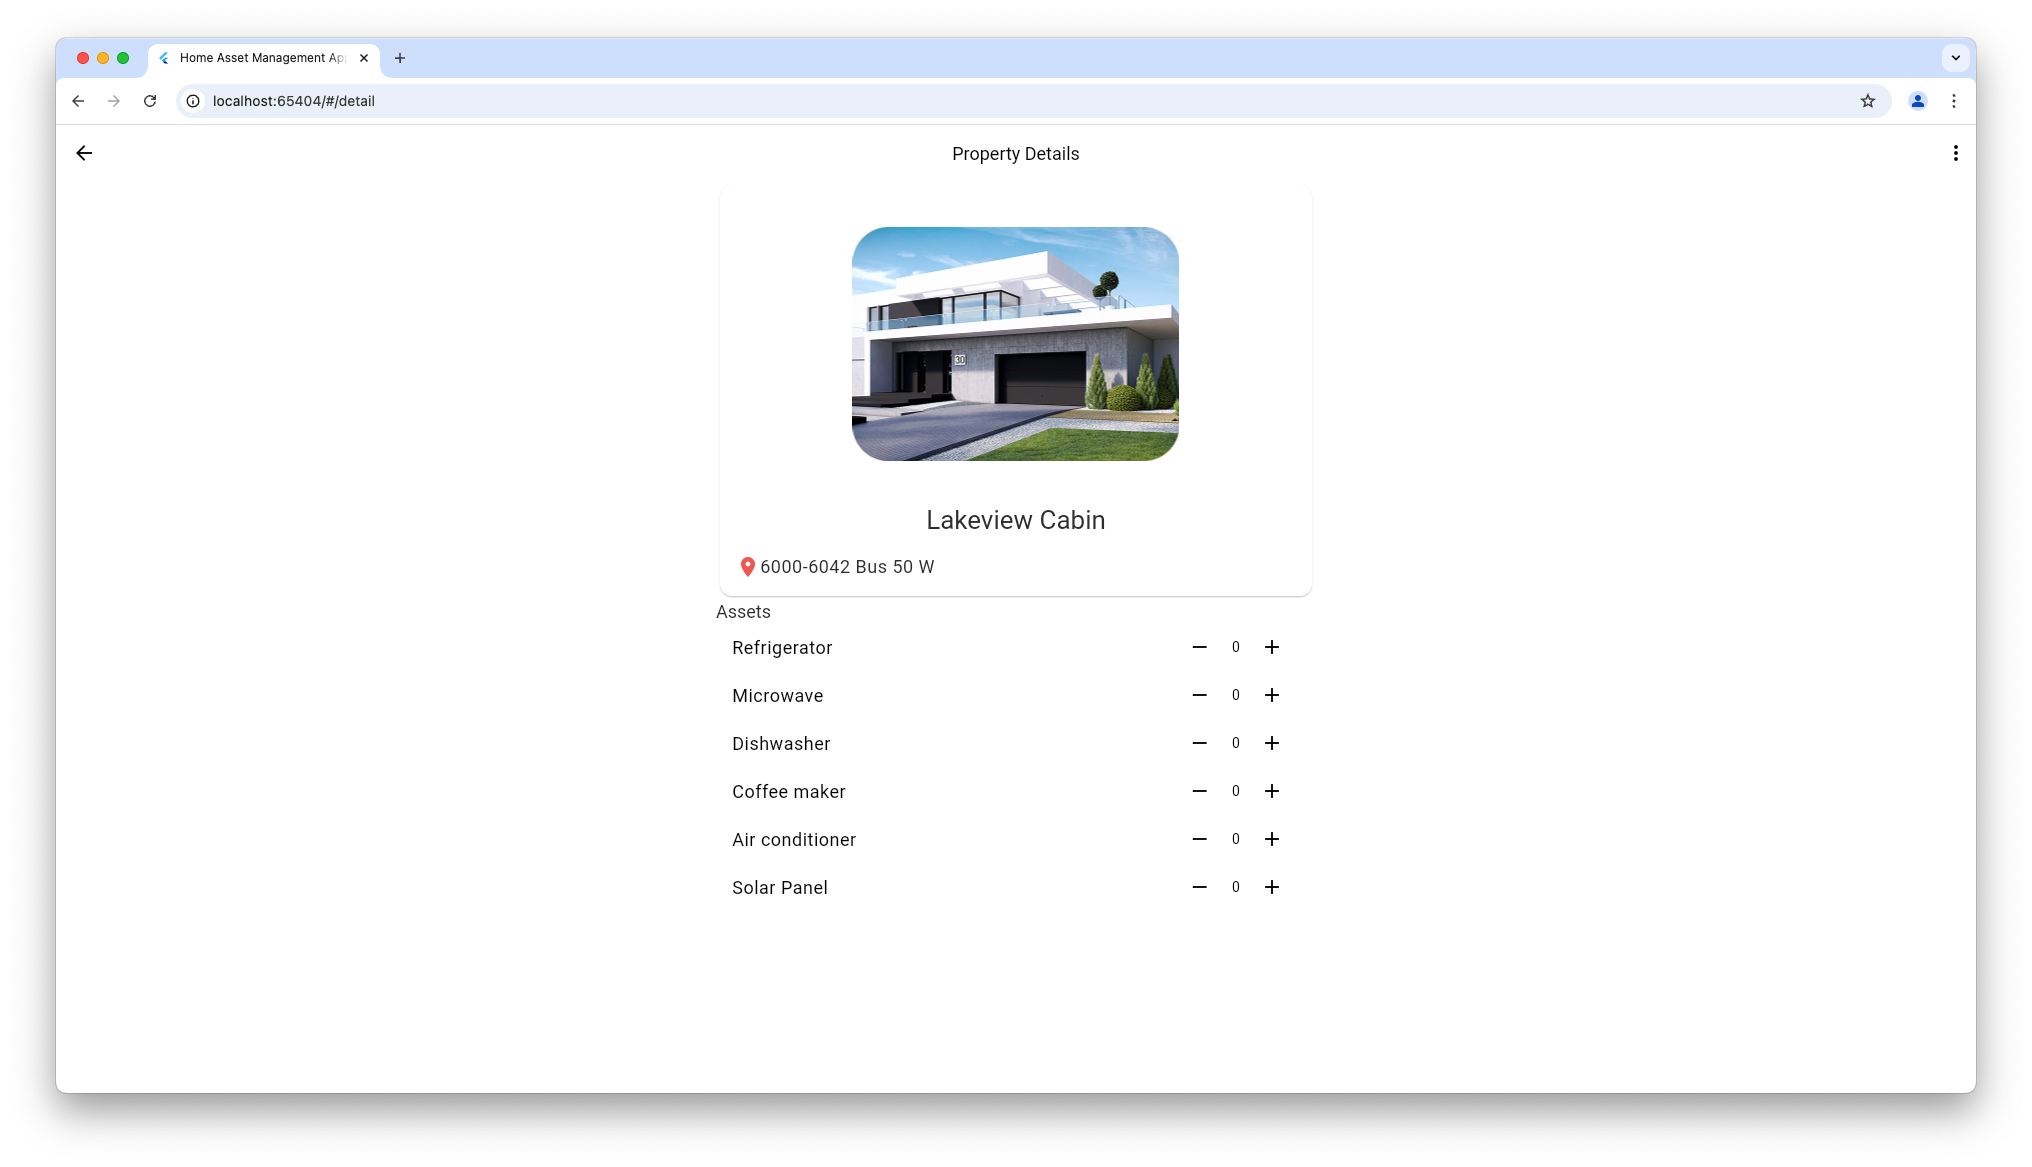 Home Asset Management Ap
localhost:65404/#/detail
Property Details
30
Lakeview Cabin
6000-6042 Bus 50 W
Assets
Refrigerator 0
Microwave 0
Dishwasher 0
Coffee maker 0
Air conditioner 0
Solar Panel 0